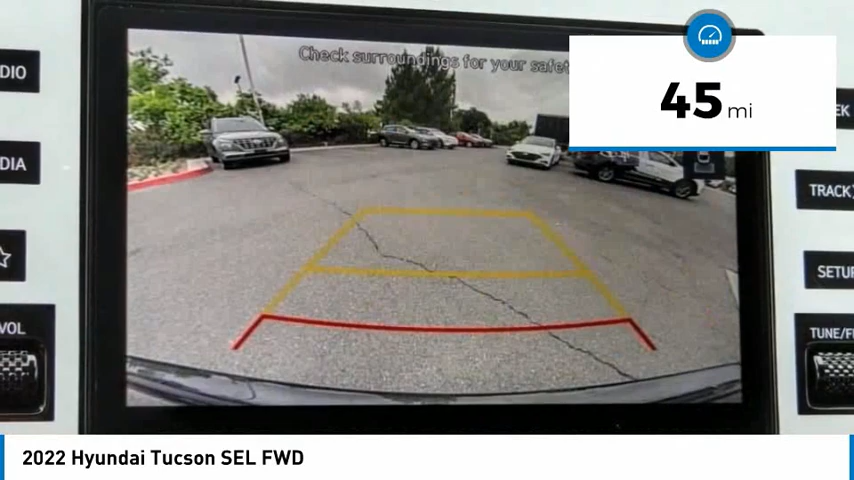 Check surroundings for your safet
45 mi
DIO
DIA
VOL
EK
TRACK
SETU
TUNE/F
2022 Hyundai Tucson SEL FWD